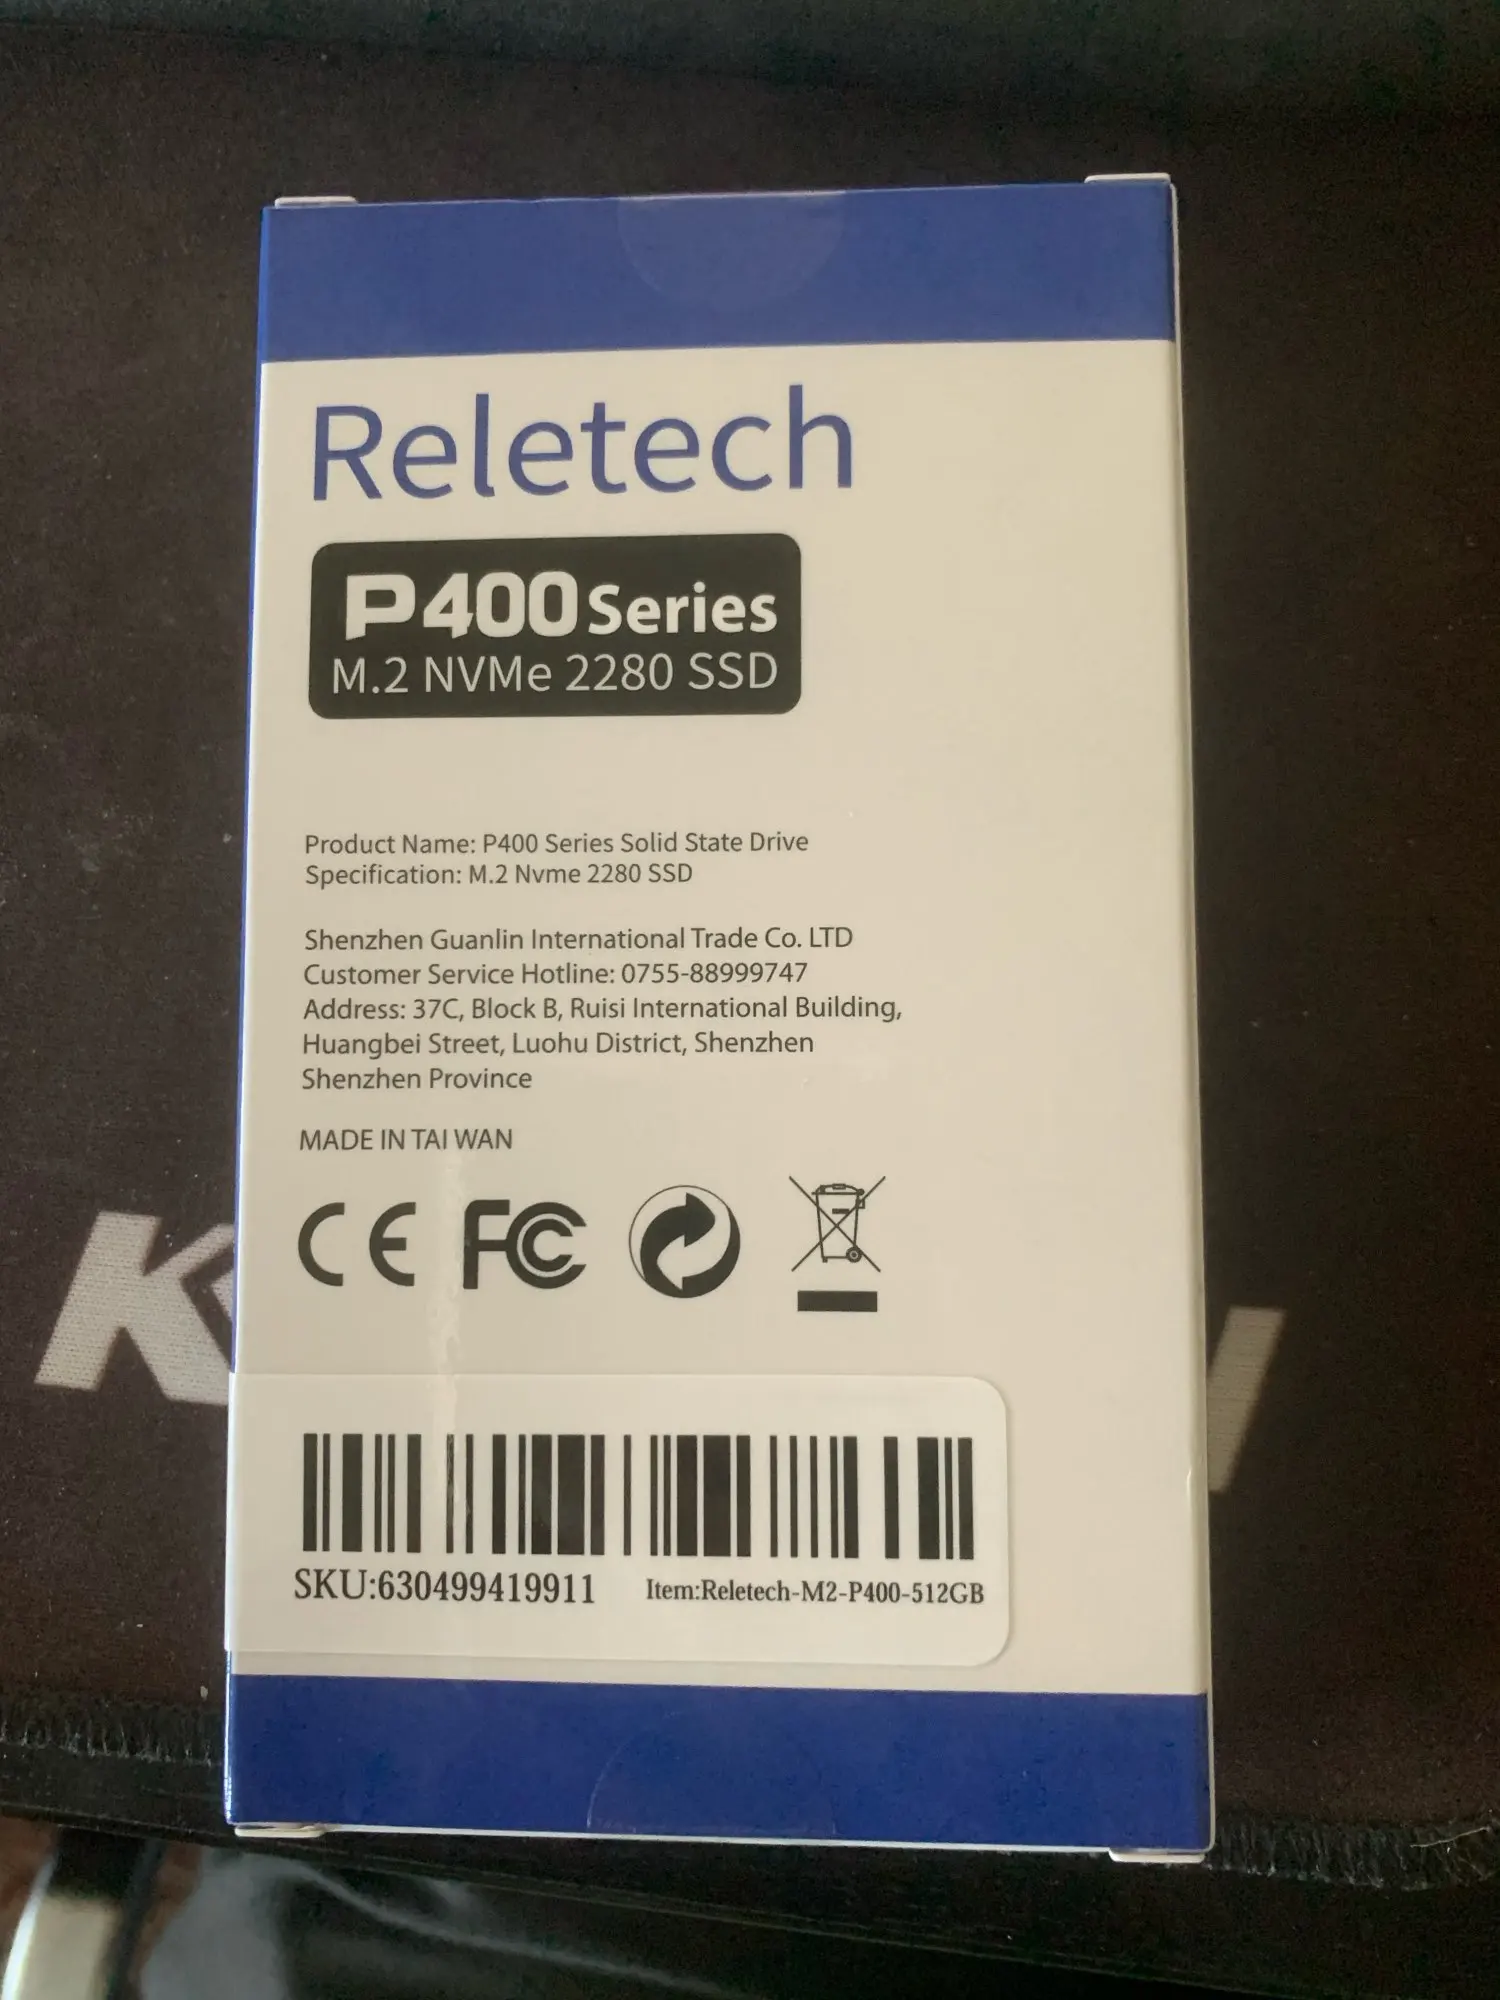 Reletech
P400 Series
M.2 NVMe 2280 SSD
Product Name: P400 Series Solid State Drive
Specification: M.2 Nvme 2280 SSD
Shenzhen Guanlin International Trade Co. LTD
Customer Service Hotline: 0755-88999747
Address: 37C, Block B, Ruisi International Building,
Huangbei Street, Luohu District, Shenzhen
Shenzhen Province
MADE IN TAI WAN
CE FC
SKU:630499419911 Item:Reletech-M2-P400-512GB